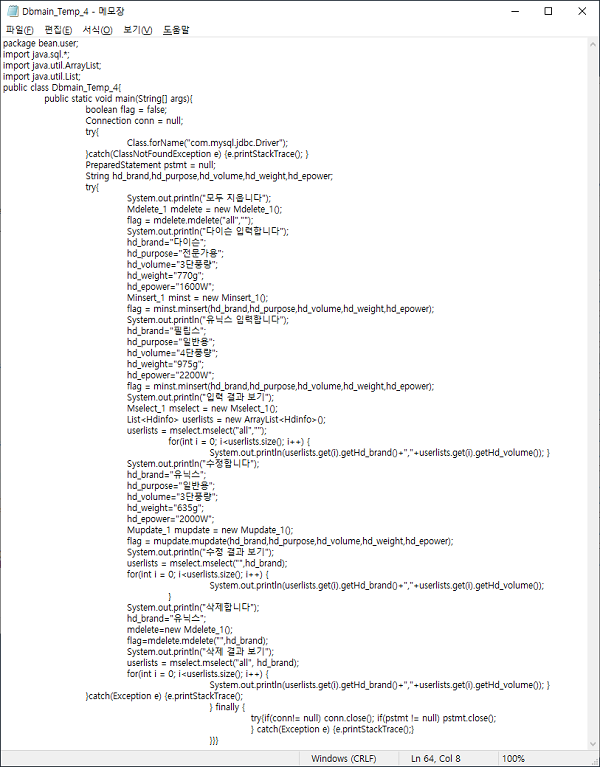 Dbmain_Temp_4 - 메모장
파일(F) 편집(E) 서식(O) 보기(V) 도움말
package bean.user;
import java.sql.*;
import java.util.ArrayList;
import java.util.List;
public class Dbmain_Temp_4{
public static void main(String[] args){
boolean flag = false;
Connection conn = null;
try{
Class.forName("com.mysql.jdbc.Driver");
}catch(ClassNotFoundException e) {e.printStackTrace(); }
PreparedStatement pstmt = null;
String hd_brand,hd_purpose,hd_volume,hd_weight,hd_epower;
try{
System.out.println("모두 지웁니다");
Mdelete_1 mdelete = new Mdelete_1();
flag = mdelete.mdelete("all","");
System.out.println("다이슨 입력합니다");
hd_brand="다이슨";
hd_purpose="전문가용";
hd_volume="3단풍량";
hd_weight="770g";
hd_epower="1600W";
Minsert_1 minst = new Minsert_1();
flag = minst.minsert(hd_brand,hd_purpose,hd_volume,hd_weight,hd_epower);
System.out.println("유닉스 입력합니다");
hd_brand="필립스";
hd_purpose="일반용";
hd_volume="4단풍량";
hd_weight="975g";
hd_epower="2200W";
flag = minst.minsert(hd_brand,hd_purpose,hd_volume,hd_weight,hd_epower);
System.out.println("입력 결과 보기");
Mselect_1 mselect = new Mselect_1();
List<Hdinfo> userlists = new ArrayList<Hdinfo>();
userlists = mselect.mselect("all","");
for(int i = 0; i<userlists.size(); i++) {
System.out.println(userlists.get(i).getHd_brand()+","+userlists.get(i).getHd_volume()); }
System.out.println("수정합니다");
hd_brand="유닉스";
hd_purpose="일반용";
hd_volume="3단풍량";
hd_weight="635g";
hd_epower="2000W";
Mupdate_1 mupdate = new Mupdate_1();
flag = mupdate.mupdate(hd_brand,hd_purpose,hd_volume,hd_weight,hd_epower);
System.out.println("수정 결과 보기");
userlists = mselect.mselect("",hd_brand);
for(int i = 0; i<userlists.size(); i++) {
System.out.println(userlists.get(i).getHd_brand()+","+userlists.get(i).getHd_volume());
}
System.out.println("삭제합니다");
hd_brand="유닉스";
mdelete=new Mdelete_1();
flag=mdelete.mdelete("",hd_brand);
System.out.println("삭제 결과 보기");
userlists = mselect.mselect("all", hd_brand);
for(int i = 0; i<userlists.size(); i++) {
System.out.println(userlists.get(i).getHd_brand()+","+userlists.get(i).getHd_volume()); }
}catch(Exception e) {e.printStackTrace();
} finally {
try{if(conn!= null) conn.close(); if(pstmt != null) pstmt.close();
} catch(Exception e) {e.printStackTrace();}
}}}
Windows (CRLF) Ln 64, Col 8 100%